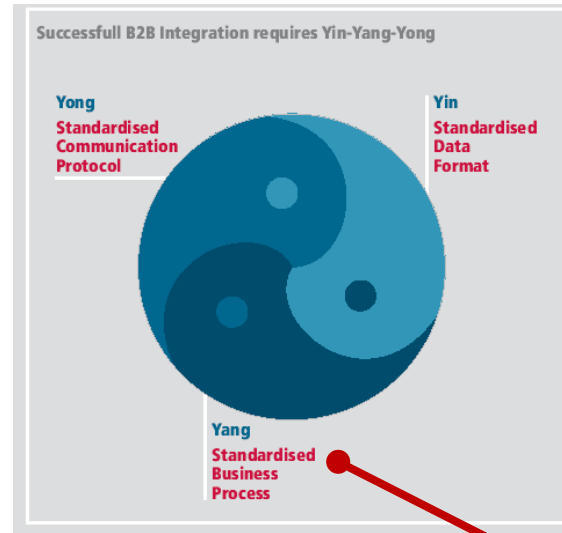 Successfull B2B Integration requires Yin-Yang-Yong
Yong
Standardised
Communication
Protocol
Yin
Standardised
Data
Format
Yang
Standardised
Business
Process